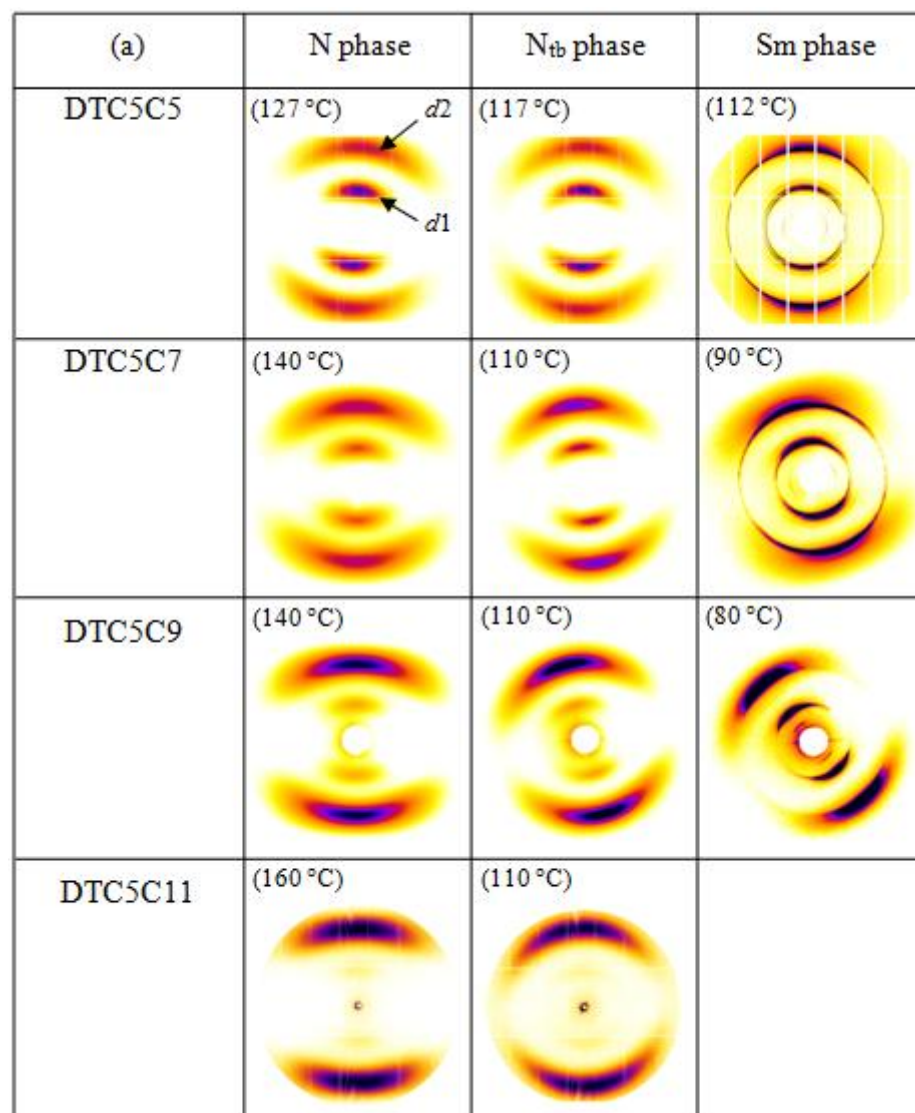 (a) N phase N_tb phase Sm phase
DTC5C5 (127 °C) d2 (117 °C) (112 °C)
d1
DTC5C7 (140 °C) (110 °C) (90 °C)
DTC5C9 (140 °C) (110 °C) (80 °C)
DTC5C11 (160 °C) (110 °C)